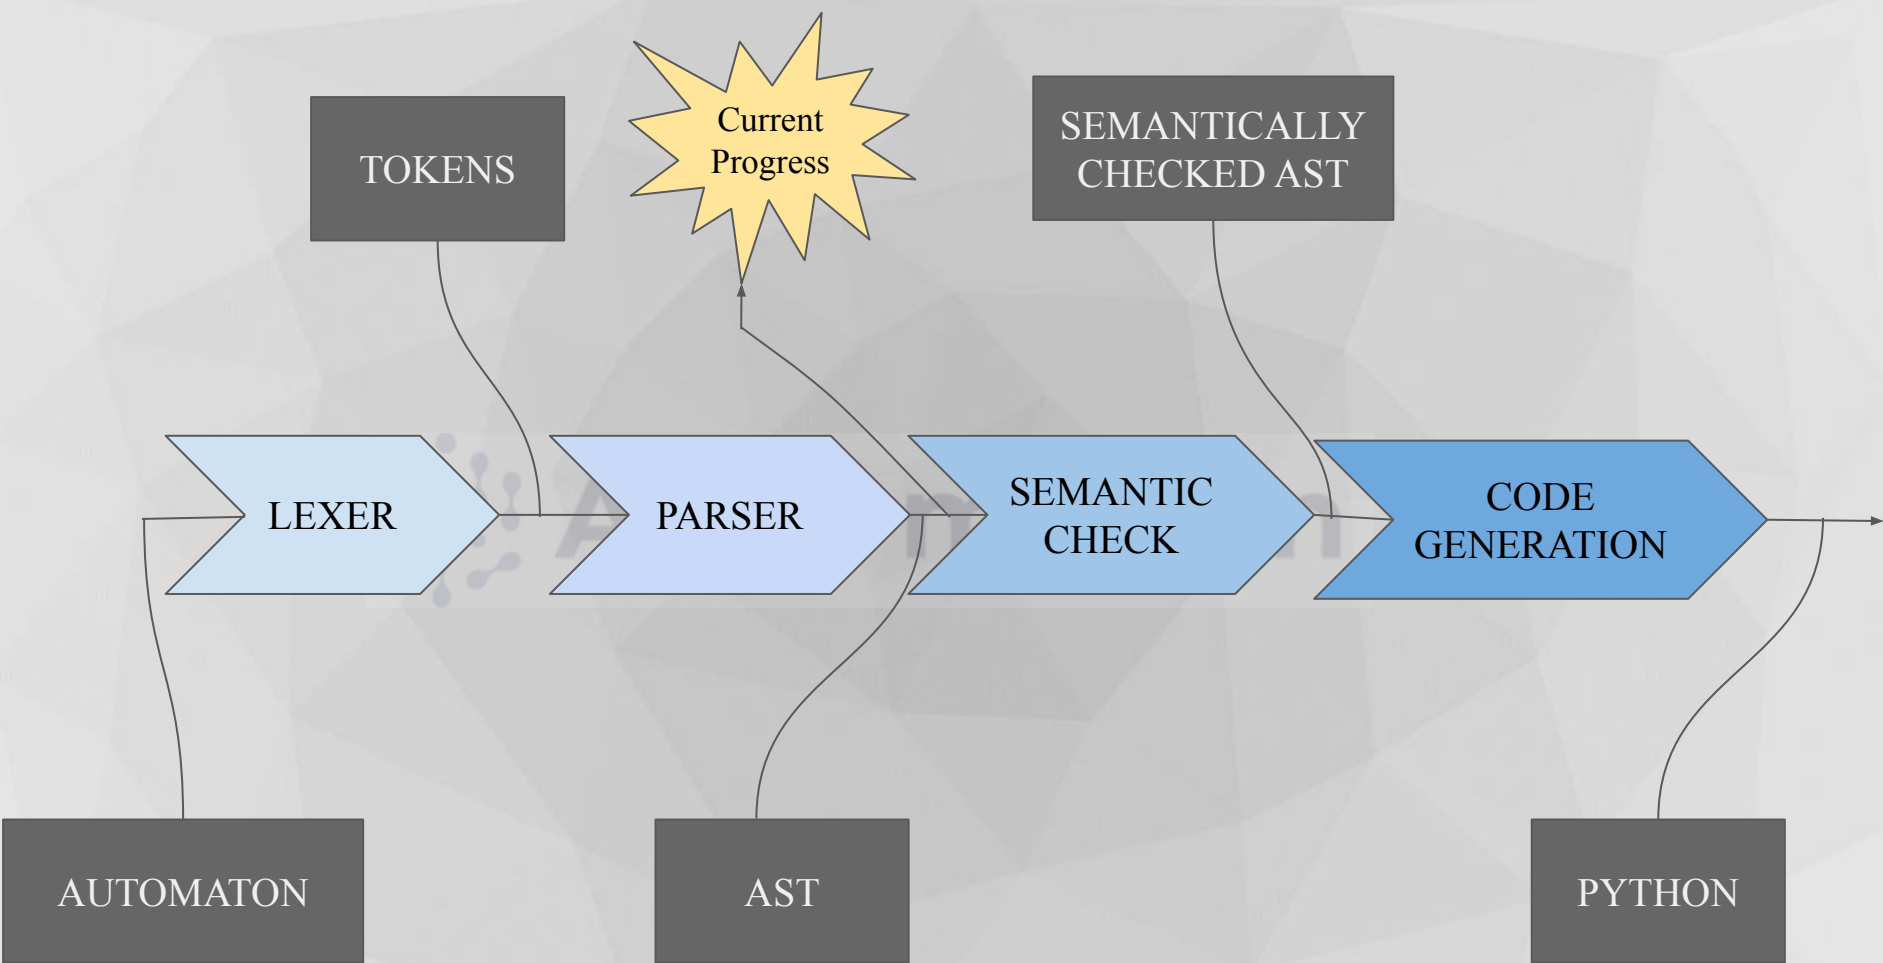 Current
Progress
SEMANTICALLY
CHECKED AST
TOKENS
LEXER
PARSER
SEMANTIC
CHECK
CODE
GENERATION
AUTOMATON
AST
PYTHON